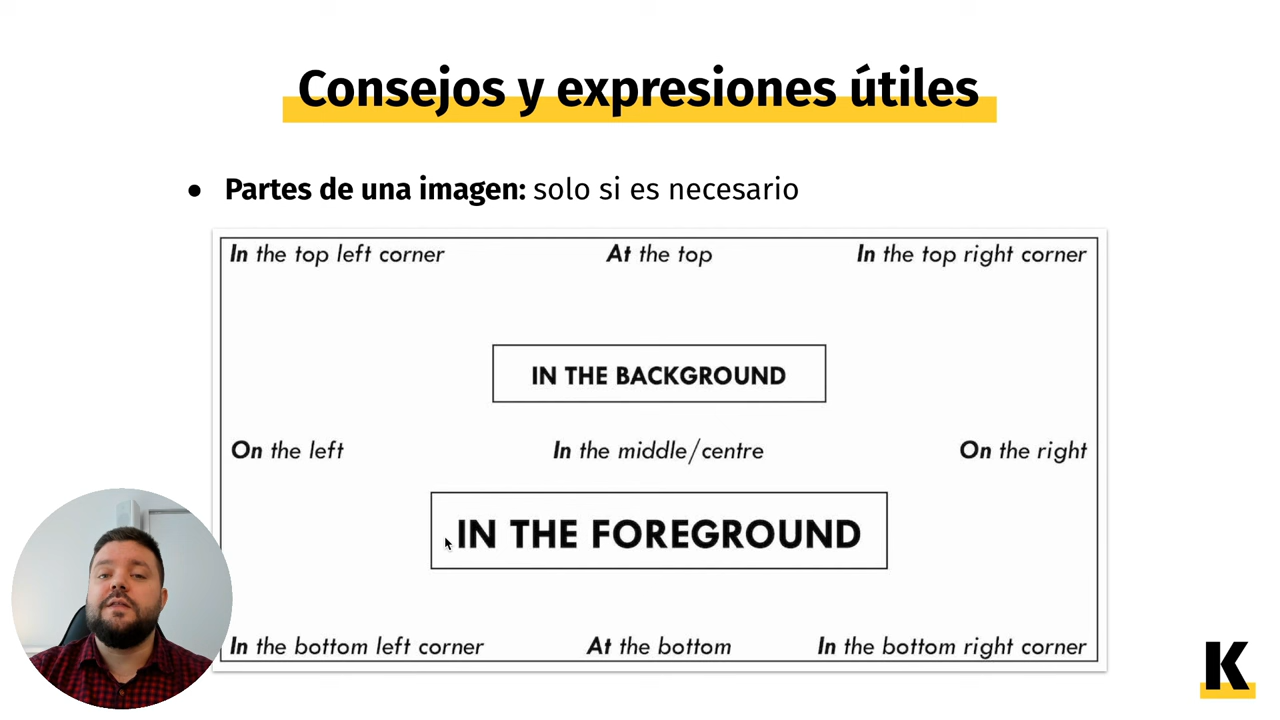 Consejos y expresiones útiles
● Partes de una imagen: solo si es necesario
In the top left corner At the top In the top right corner
IN THE BACKGROUND
On the left In the middle/centre On the right
IN THE FOREGROUND
In the bottom left corner At the bottom In the bottom right corner
K